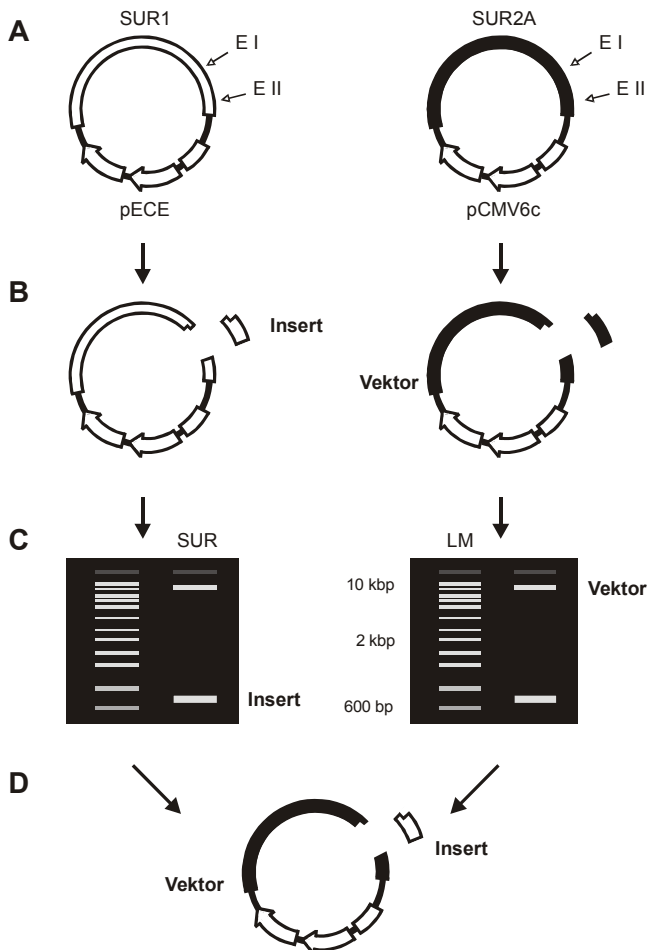 A
SUR1
SUR2A
E I
E II
E I
E II
pECE
pCMV6c
B
Insert
Vektor
C
SUR
LM
10 kbp
Vektor
2 kbp
Insert
600 bp
D
Insert
Vektor